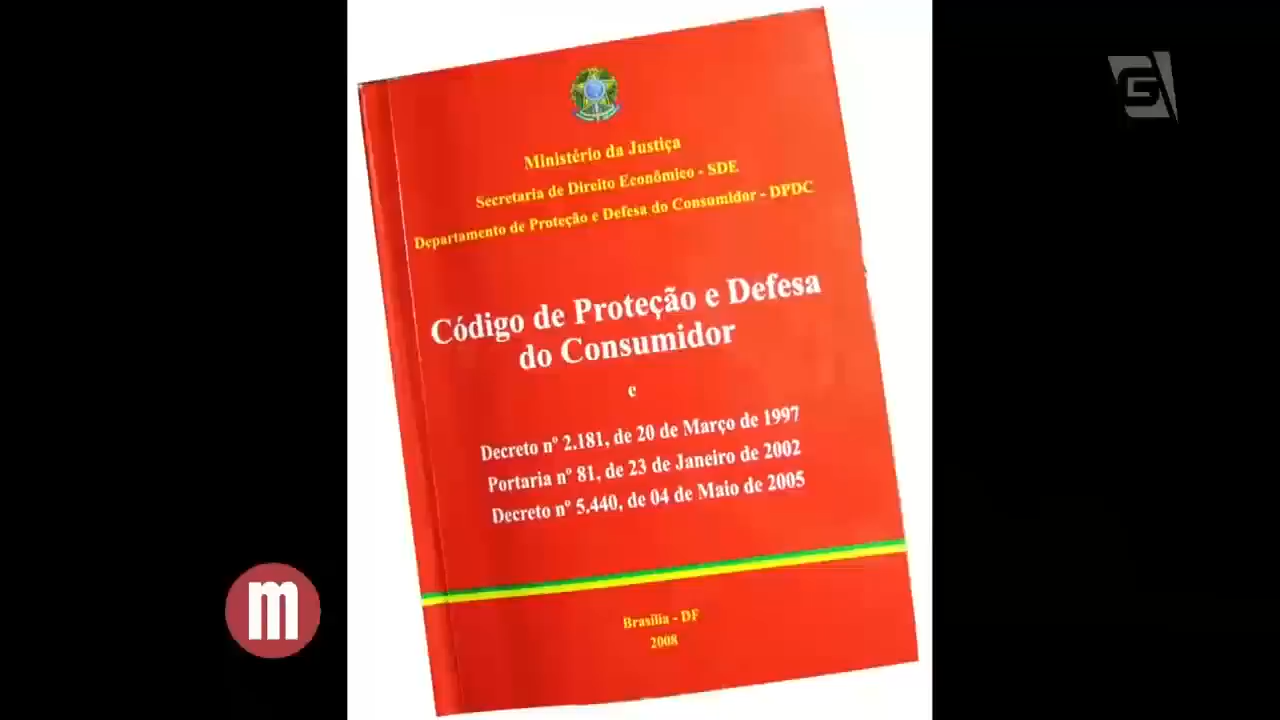 G
Ministério da Justiça
Secretaria de Direito Econômico - SDE
Departamento de Proteção e Defesa do Consumidor - DPDC
Código de Proteção e Defesa
do Consumidor
e
Decreto nº 2.181, de 20 de Março de 1997
Portaria nº 81, de 23 de Janeiro de 2002
Decreto nº 5.440, de 04 de Maio de 2005
m
Brasília - DF
2008